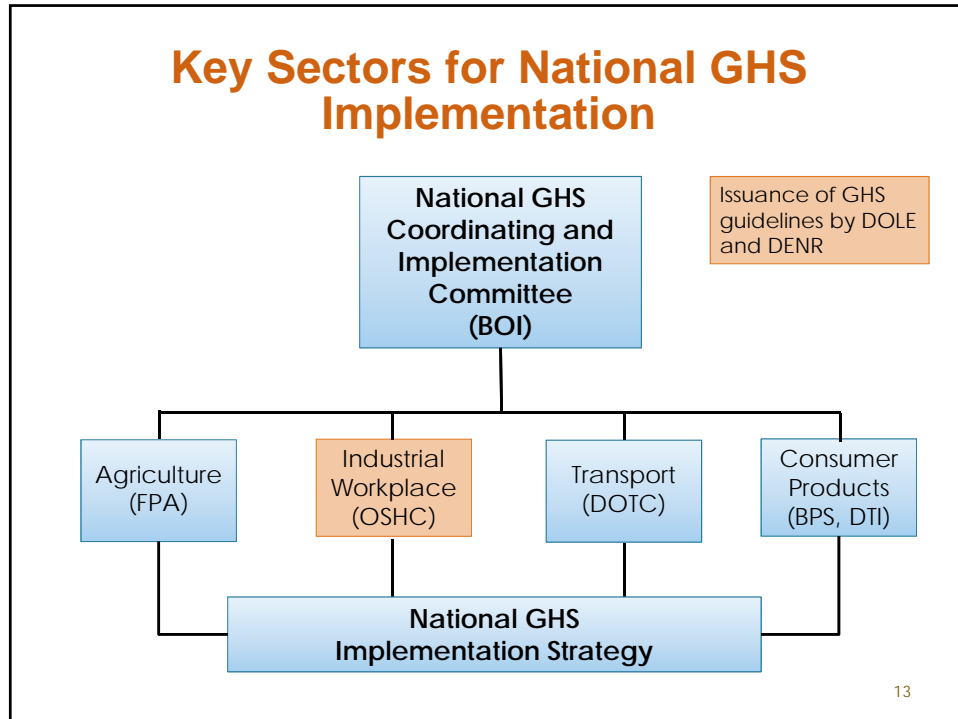 Key Sectors for National GHS
Implementation
National GHS
Coordinating and
Implementation
Committee
(BOI)
Issuance of GHS
guidelines by DOLE
and DENR
Agriculture
(FPA)
Industrial
Workplace
(OSHC)
Transport
(DOTC)
Consumer
Products
(BPS, DTI)
National GHS
Implementation Strategy
13